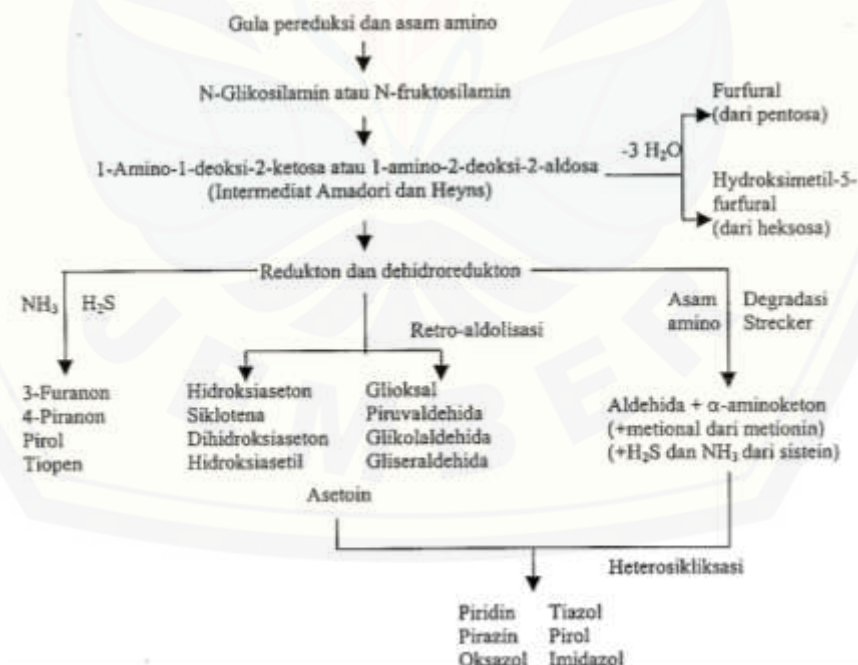 Gula pereduksi dan asam amino
N-Glikosilamin atau N-fruktosilamin
1-Amino-1-deoksi-2-ketosa atau 1-amino-2-deoksi-2-aldosa
(Intermediat Amadori dan Heyns)
-3 H₂O
Furfural
(dari pentosa)
Hydroksimetil-5-
furfural
(dari heksosa)
Redukton dan dehidroredukton
NH₃ H₂S
Retro-aldolisasi
Asam
amino
Degradasi
Strecker
3-Furanon
4-Piranon
Pirol
Tiopen
Hidroksiaseton
Siklotena
Dihidroksiaseton
Hidroksiasetil
Glioksal
Piruvaldehida
Glikolaldehida
Gliseraldehida
Asetoin
Aldehida + α-aminoketon
(+metional dari metionin)
(+H₂S dan NH₃ dari sistein)
Heterosikliksasi
Piridin Tiazol
Pirazin Pirol
Oksazol Imidazol
JEMBER